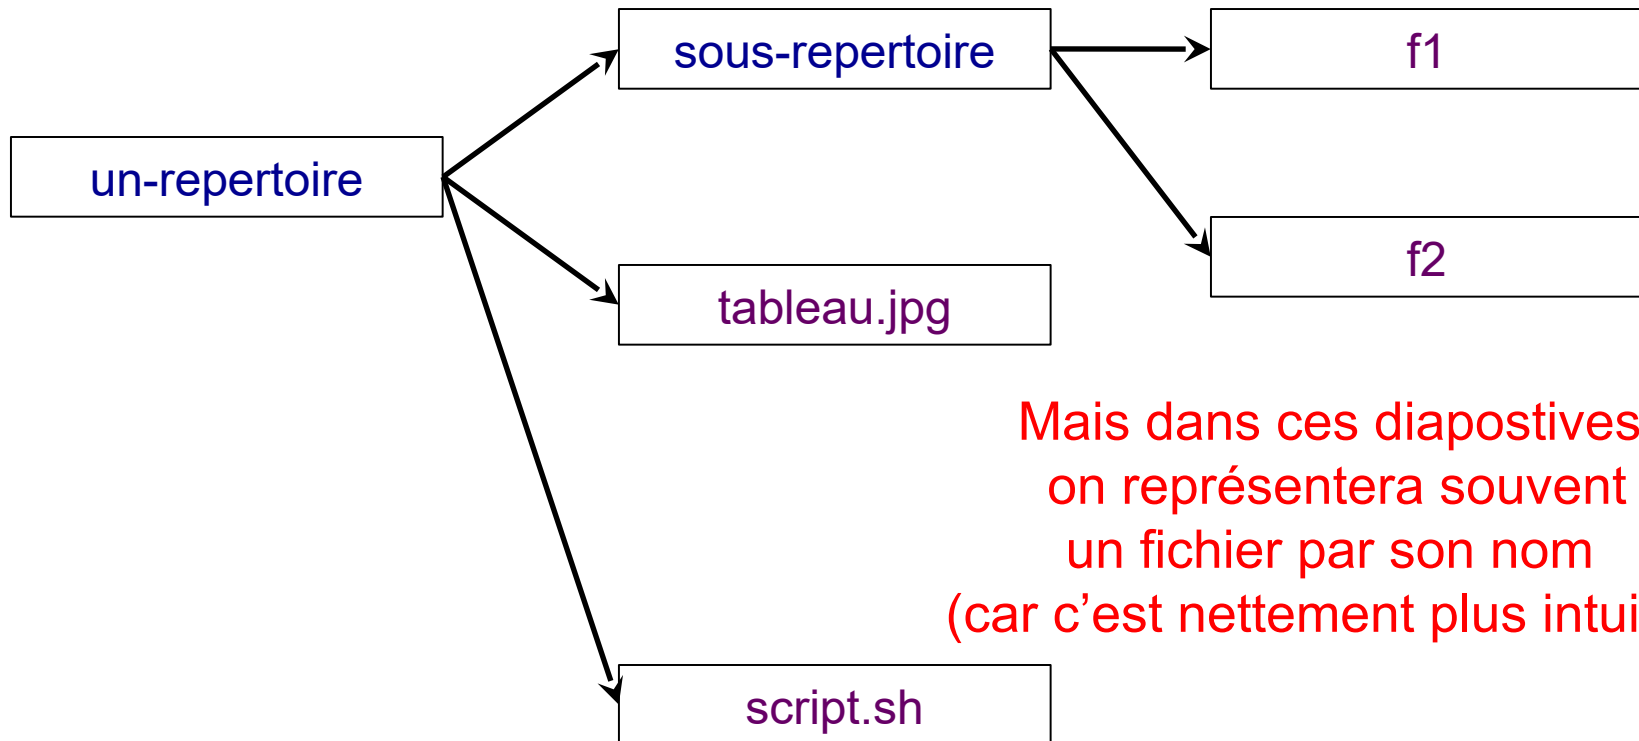 sous-repertoire
f1
un-repertoire
f2
tableau.jpg
Mais dans ces diapostives
on représentera souvent
un fichier par son nom
(car c’est nettement plus intui
script.sh